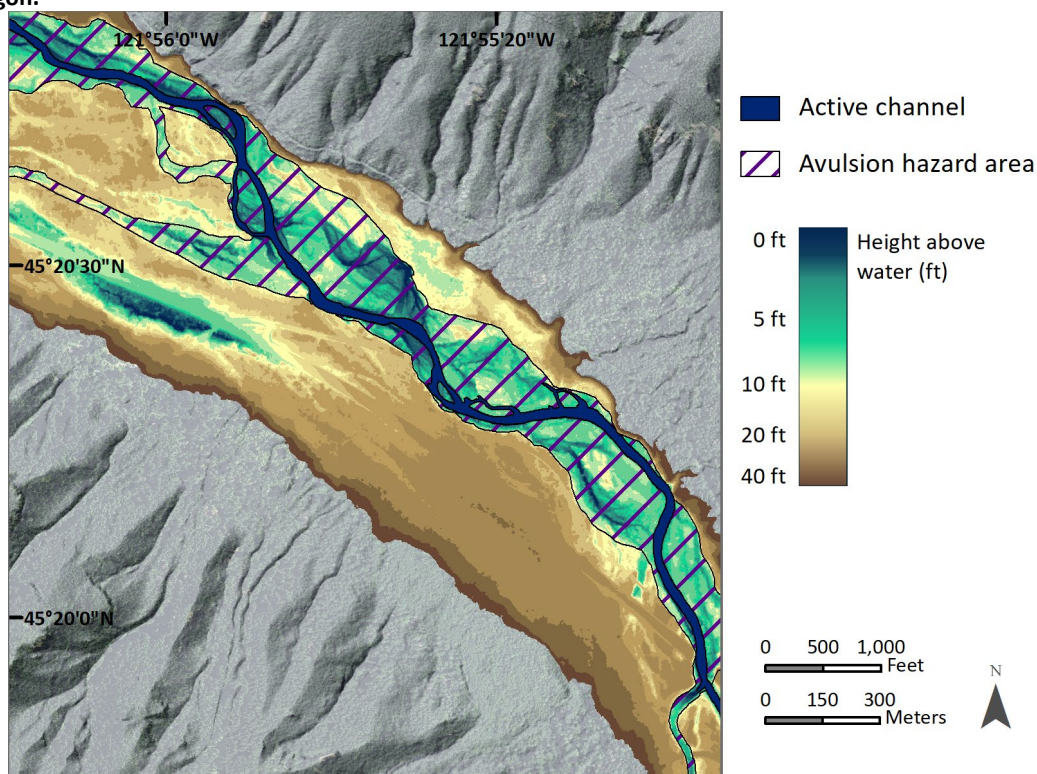 gon.
121°56'0"W
121°55'20"W
45°20'30"N
45°20'0"N
Active channel
Avulsion hazard area
0 ft
Height above
water (ft)
5 ft
10 ft
20 ft
40 ft
0 500 1,000
Feet
0 150 300
Meters
N